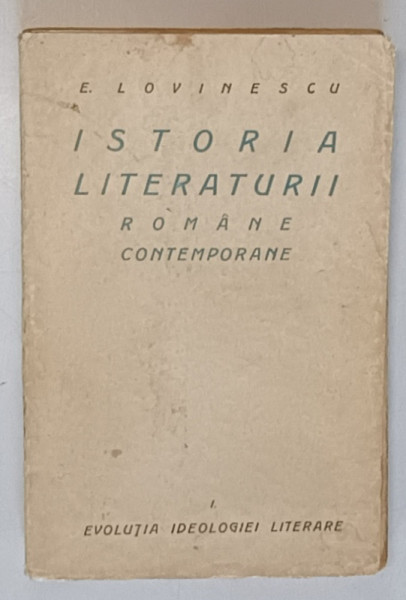 E. LOVINESCU
ISTORIA
LITERATURII
ROMÂNE
CONTEMPORANE
I.
EVOLUȚIA IDEOLOGIEI LITERARE